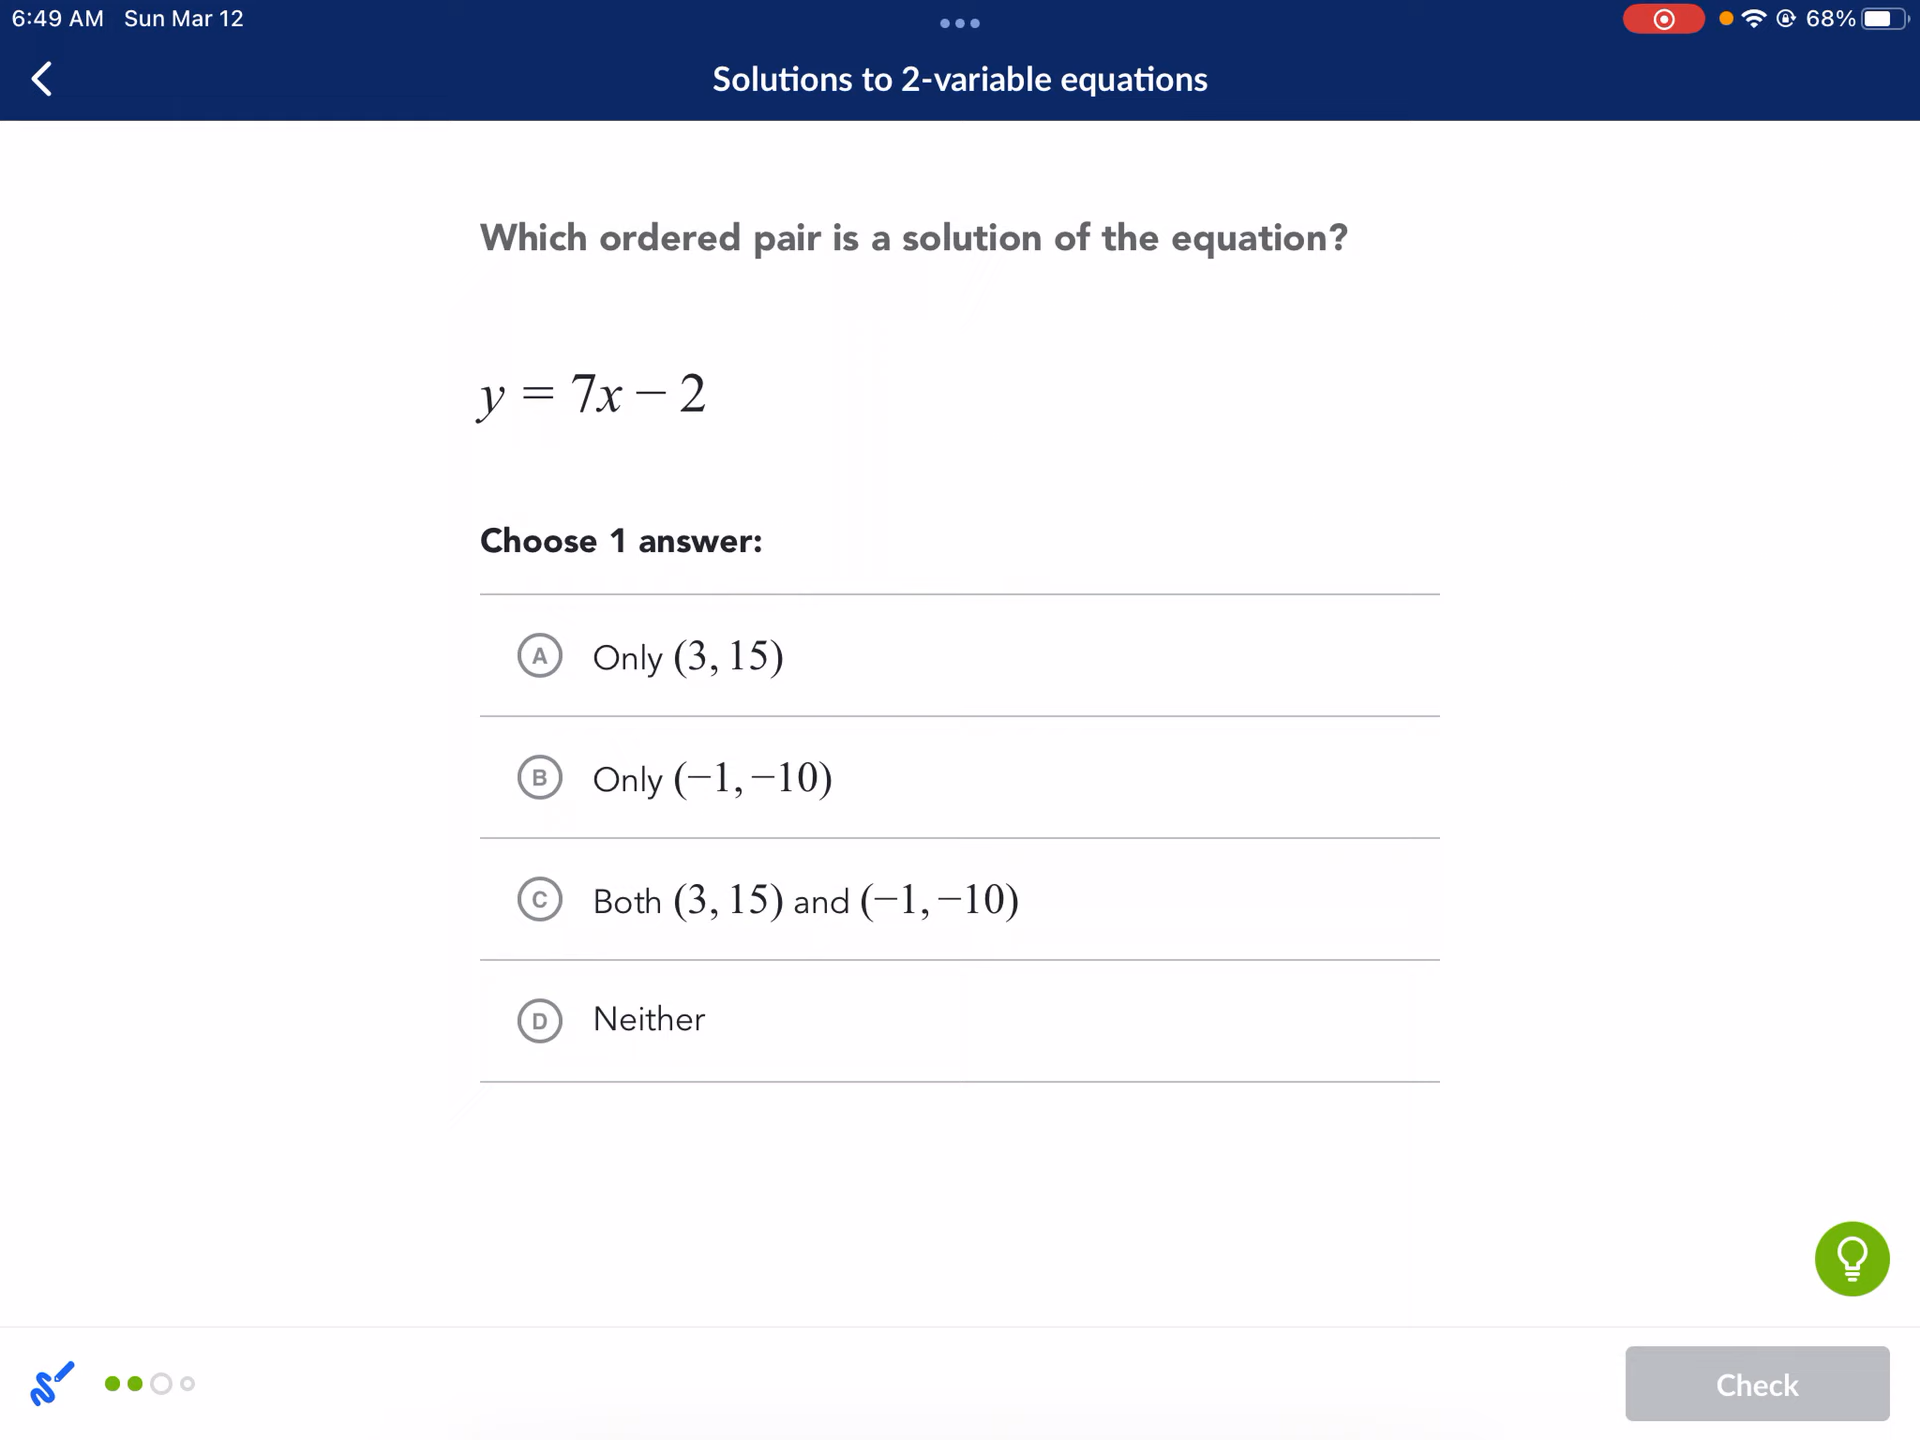 6:49 AM Sun Mar 12
68%
Solutions to 2-variable equations
Which ordered pair is a solution of the equation?
y = 7x − 2
Choose 1 answer:
A Only (3, 15)
B Only (−1, −10)
C Both (3, 15) and (−1, −10)
D Neither
Check